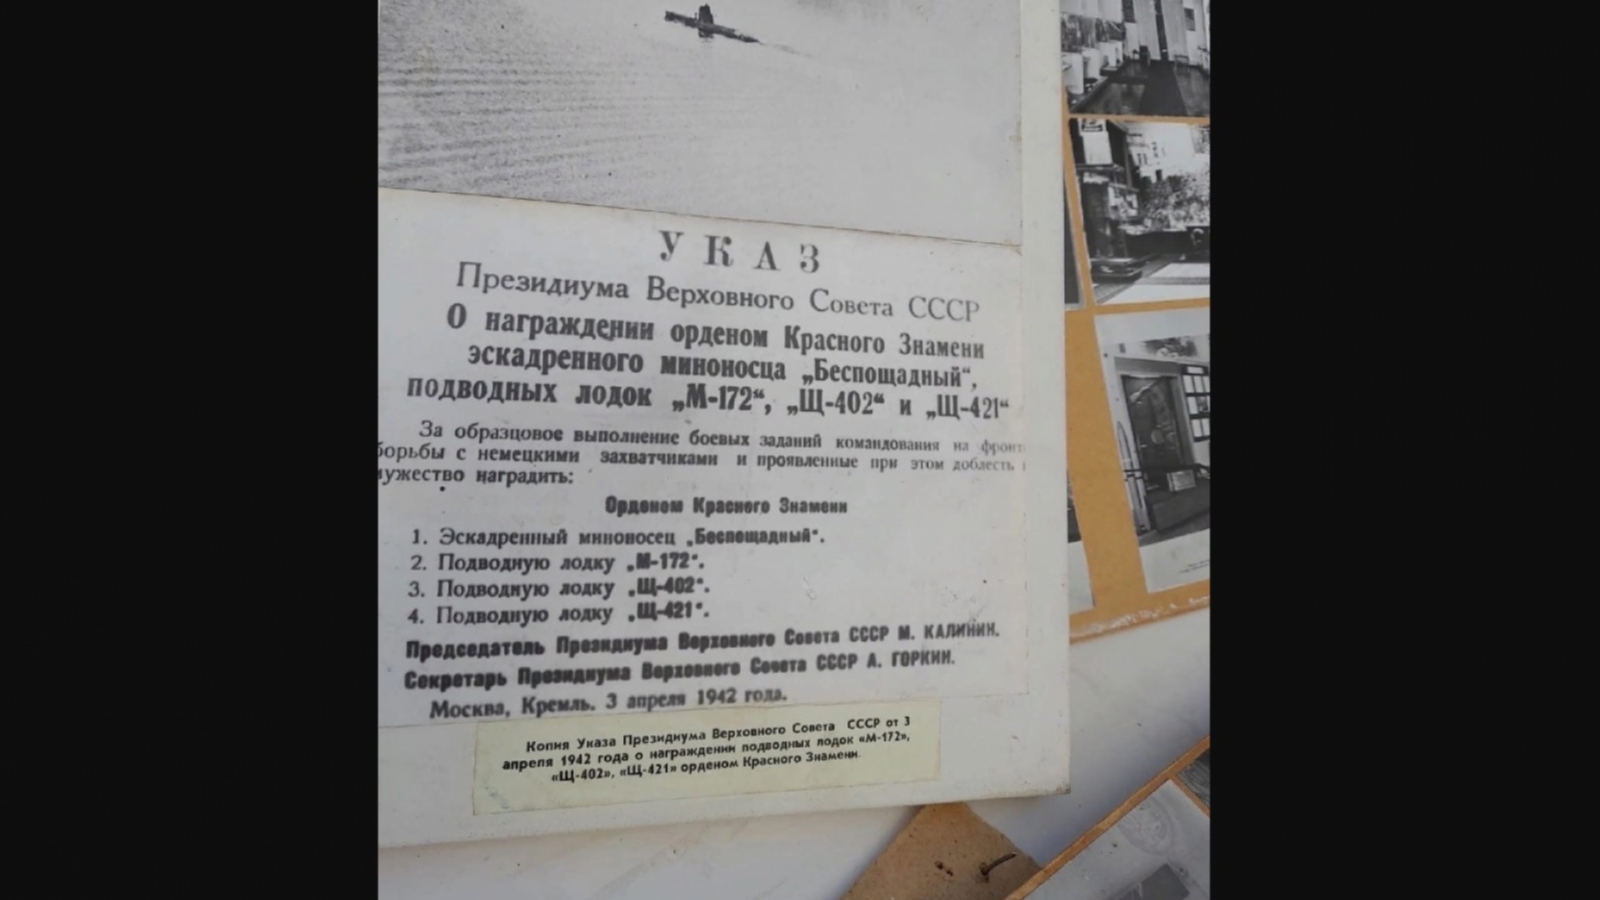 УКАЗ
Президиума Верховного Совета СССР
О награждении орденом Красного Знамени
эскадренного миноносца „Беспощадный“,
подводных лодок „М-172“, „Щ-402“ и „Щ-421“
За образцовое выполнение боевых заданий командования на фронт
борьбы с немецкими захватчиками и проявленные при этом доблесть
мужество наградить:
Орденом Красного Знамени
1. Эскадренный миноносец „Беспощадный“.
2. Подводную лодку „М-172“.
3. Подводную лодку „Щ-402“.
4. Подводную лодку „Щ-421“.
Председатель Президиума Верховного Совета СССР М. КАЛИНИН.
Секретарь Президиума Верховного Совета СССР А. ГОРКИН.
Москва, Кремль. 3 апреля 1942 года.
Копия Указа Президиума Верховного Совета СССР от 3
апреля 1942 года о награждении подводных лодок «М-172»,
«Щ-402», «Щ-421» орденом Красного Знамени.